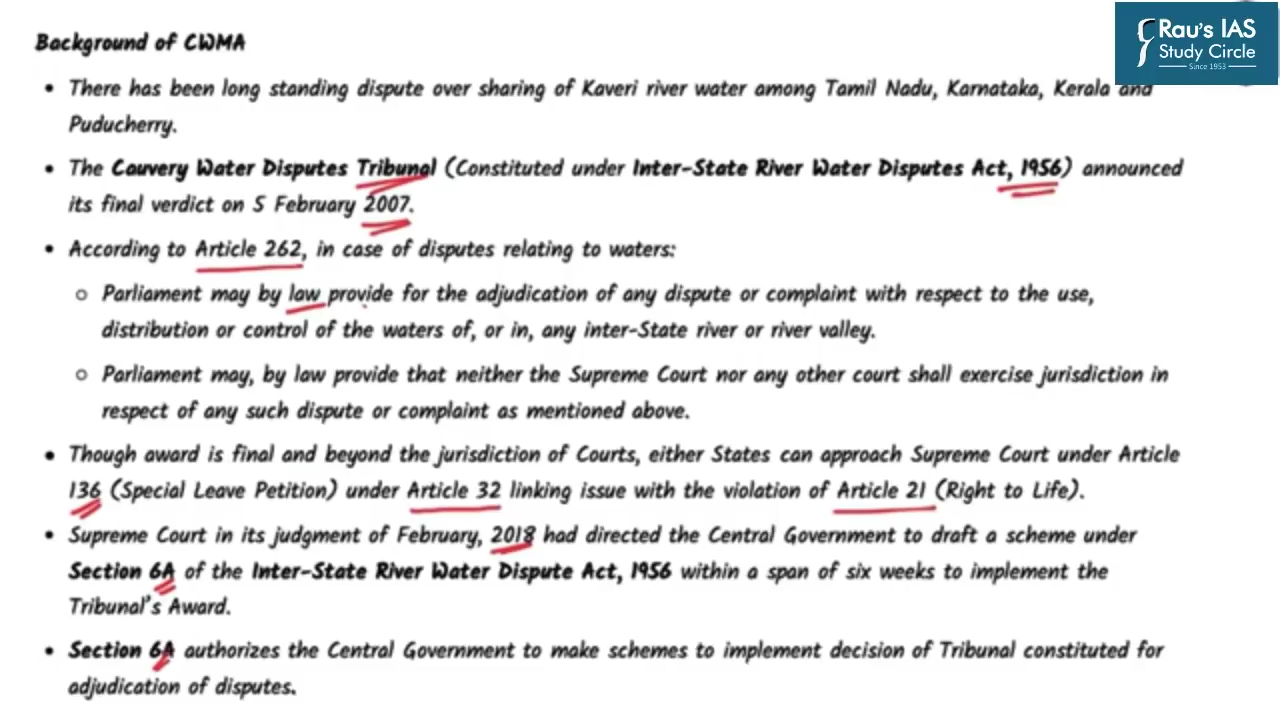 Rau's IAS
Study Circle
Since 1953
Background of CWMA
• There has been long standing dispute over sharing of Kaveri river water among Tamil Nadu, Karnataka, Kerala and
Puducherry.
• The Cauvery Water Disputes Tribunal (Constituted under Inter-State River Water Disputes Act, 1956) announced
its final verdict on 5 February 2007.
• According to Article 262, in case of disputes relating to waters:
○ Parliament may by law provide for the adjudication of any dispute or complaint with respect to the use,
distribution or control of the waters of, or in, any inter-State river or river valley.
○ Parliament may, by law provide that neither the Supreme Court nor any other court shall exercise jurisdiction in
respect of any such dispute or complaint as mentioned above.
• Though award is final and beyond the jurisdiction of Courts, either States can approach Supreme Court under Article
136 (Special Leave Petition) under Article 32 linking issue with the violation of Article 21 (Right to Life).
• Supreme Court in its judgment of February, 2018 had directed the Central Government to draft a scheme under
Section 6A of the Inter-State River Water Dispute Act, 1956 within a span of six weeks to implement the
Tribunal's Award.
• Section 6A authorizes the Central Government to make schemes to implement decision of Tribunal constituted for
adjudication of disputes.